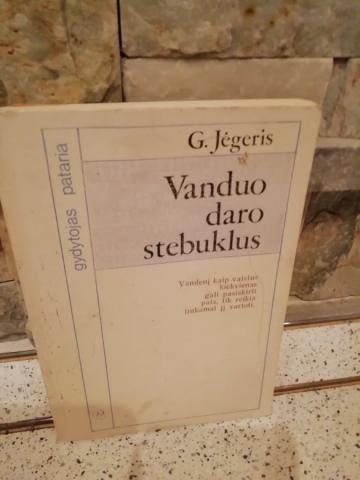 gydytojas pataria
G. Jėgeris
Vanduo
daro
stebuklus
Vandenį kaip vaistus
kiekvienas
gali pasiskirti
pats, tik reikia
tinkamai jį vartoti.